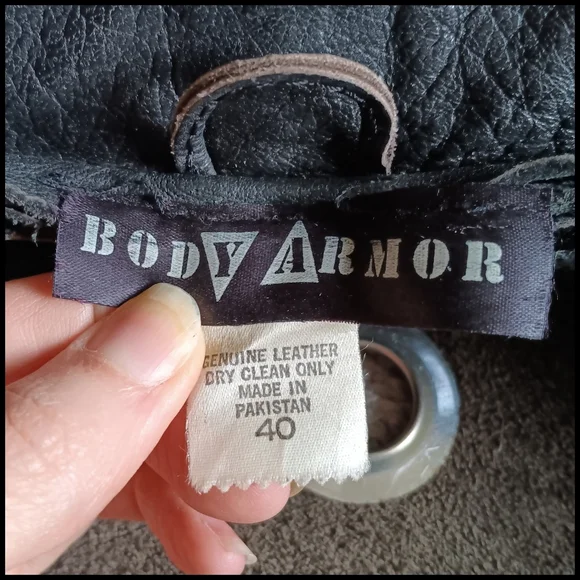 BODY ARMOR
GENUINE LEATHER
DRY CLEAN ONLY
MADE IN
PAKISTAN
40